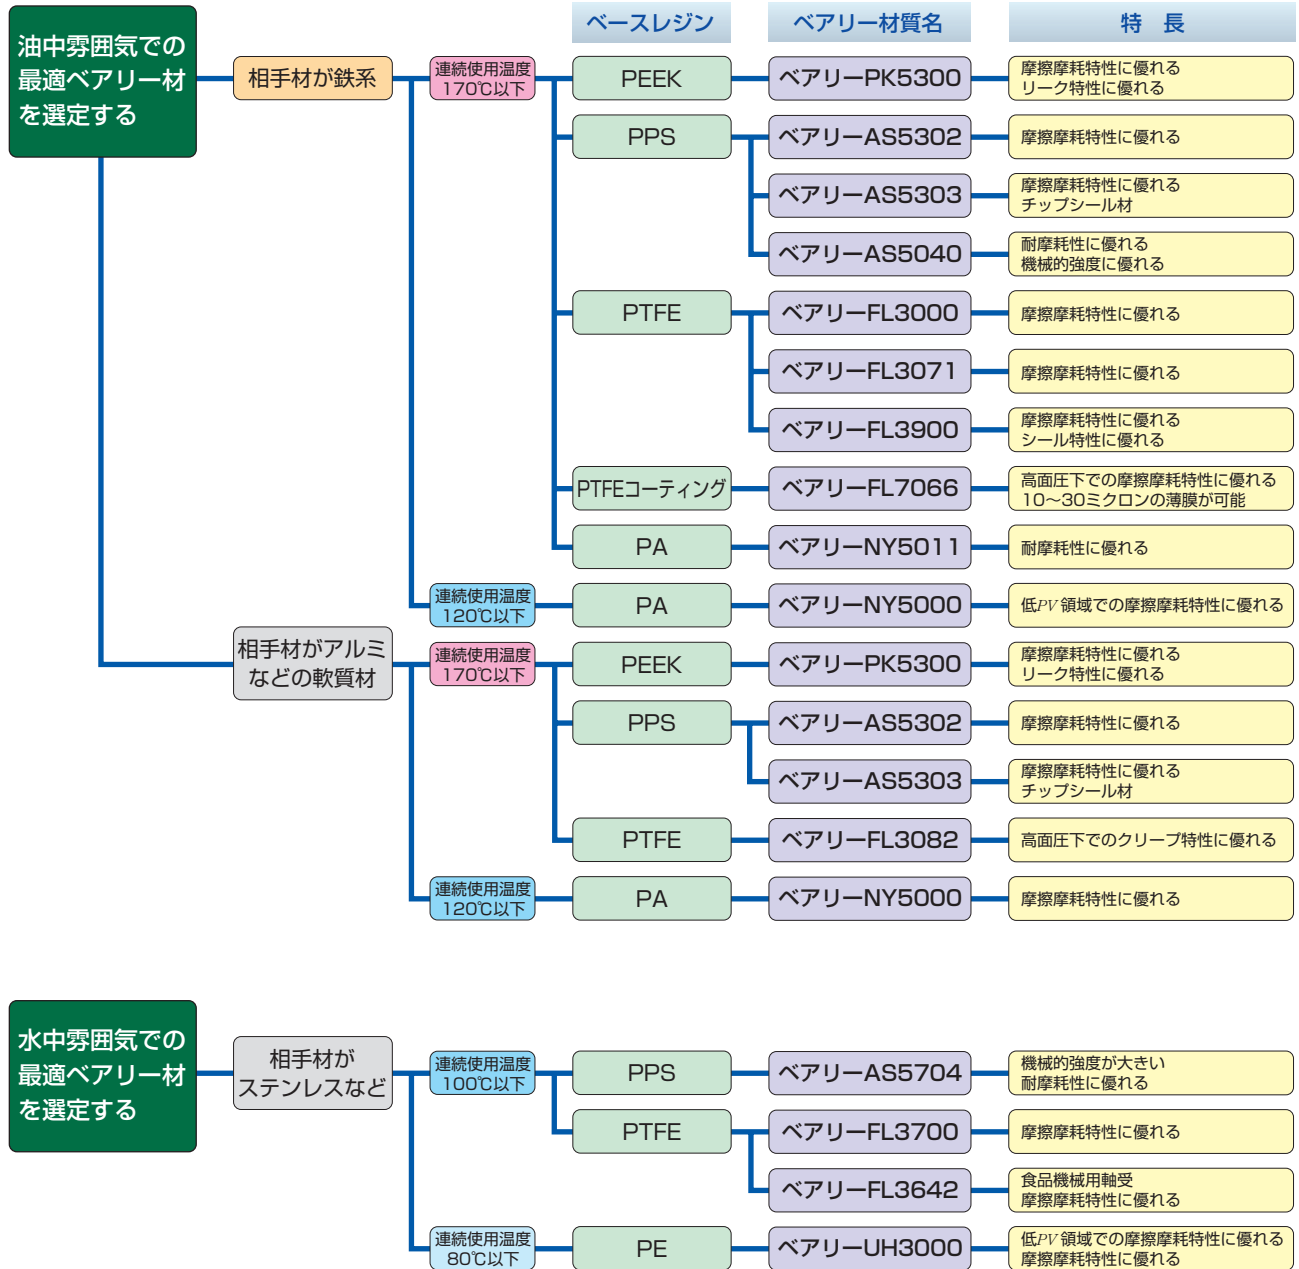 ベースレジン
ベアリー材質名
特　長
油中雰囲気での
最適ベアリー材
を選定する
相手材が鉄系
連続使用温度
170℃以下
PEEK
ベアリーPK5300
摩擦摩耗特性に優れる
リーク特性に優れる
PPS
ベアリーAS5302
摩擦摩耗特性に優れる
ベアリーAS5303
摩擦摩耗特性に優れる
チップシール材
ベアリーAS5040
耐摩耗性に優れる
機械的強度に優れる
PTFE
ベアリーFL3000
摩擦摩耗特性に優れる
ベアリーFL3071
摩擦摩耗特性に優れる
ベアリーFL3900
摩擦摩耗特性に優れる
シール特性に優れる
PTFEコーティング
ベアリーFL7066
高面圧下での摩擦摩耗特性に優れる
10～30ミクロンの薄膜が可能
PA
ベアリーNY5011
耐摩耗性に優れる
連続使用温度
120℃以下
PA
ベアリーNY5000
低PV領域での摩擦摩耗特性に優れる
相手材がアルミ
などの軟質材
連続使用温度
170℃以下
PEEK
ベアリーPK5300
摩擦摩耗特性に優れる
リーク特性に優れる
PPS
ベアリーAS5302
摩擦摩耗特性に優れる
ベアリーAS5303
摩擦摩耗特性に優れる
チップシール材
PTFE
ベアリーFL3082
高面圧下でのクリープ特性に優れる
連続使用温度
120℃以下
PA
ベアリーNY5000
摩擦摩耗特性に優れる
水中雰囲気での
最適ベアリー材
を選定する
相手材が
ステンレスなど
連続使用温度
100℃以下
PPS
ベアリーAS5704
機械的強度が大きい
耐摩耗性に優れる
PTFE
ベアリーFL3700
摩擦摩耗特性に優れる
ベアリーFL3642
食品機械用軸受
摩擦摩耗特性に優れる
連続使用温度
80℃以下
PE
ベアリーUH3000
低PV領域での摩擦摩耗特性に優れる
摩擦摩耗特性に優れる